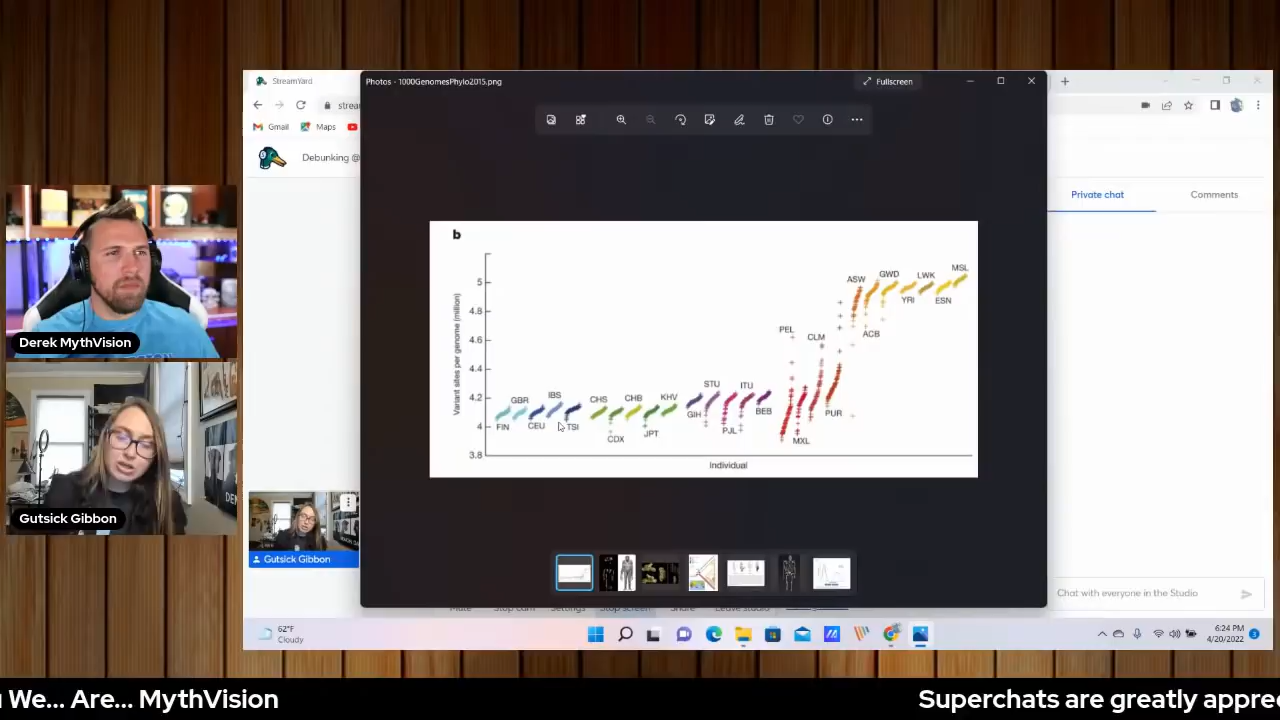 StreamYard
Photos - 1000GenomesPhylo2015.png
Fullscreen
Gmail
Maps
Debunking @
Private chat
Comments
b
Variant sites per genome (million)
5
4.8
4.6
4.4
4.2
4
3.8
FIN
GBR
CEU
IBS
TSI
CHS
CDX
CHB
JPT
KHV
GIH
STU
PJL
ITU
BEB
PEL
MXL
CLM
PUR
ASW
ACB
GWD
YRI
LWK
ESN
MSL
Individual
Derek MythVision
Gutsick Gibbon
Gutsick Gibbon
Chat with everyone in the Studio
62°F
Cloudy
6:24 PM
4/20/2022
3
We... Are... MythVision
Superchats are greatly appre